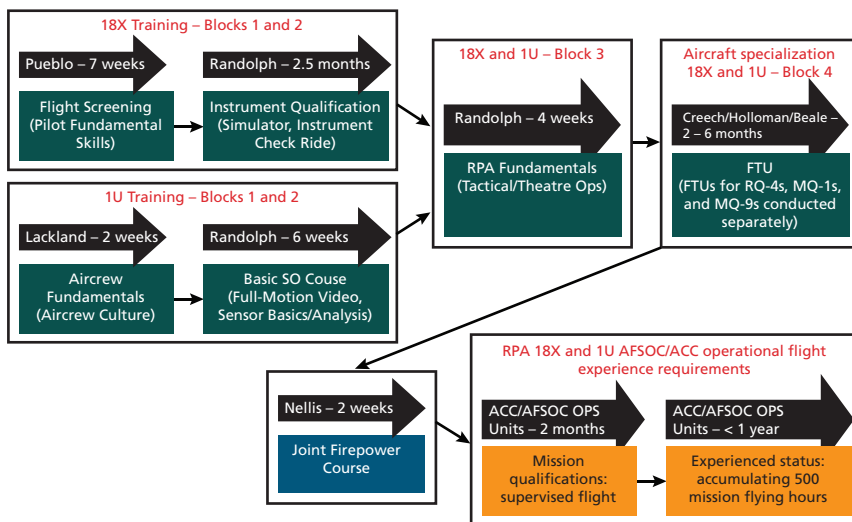 18X Training – Blocks 1 and 2
Pueblo – 7 weeks
Randolph – 2.5 months
Flight Screening
(Pilot Fundamental
Skills)
Instrument Qualification
(Simulator, Instrument
Check Ride)
1U Training – Blocks 1 and 2
Lackland – 2 weeks
Randolph – 6 weeks
Aircrew
Fundamentals
(Aircrew Culture)
Basic SO Couse
(Full-Motion Video,
Sensor Basics/Analysis)
18X and 1U – Block 3
Randolph – 4 weeks
RPA Fundamentals
(Tactical/Theatre Ops)
Aircraft specialization
18X and 1U – Block 4
Creech/Holloman/Beale –
2 – 6 months
FTU
(FTUs for RQ-4s, MQ-1s,
and MQ-9s conducted
separately)
Nellis – 2 weeks
Joint Firepower
Course
RPA 18X and 1U AFSOC/ACC operational flight
experience requirements
ACC/AFSOC OPS
Units – 2 months
Mission
qualifications:
supervised flight
ACC/AFSOC OPS
Units – < 1 year
Experienced status:
accumulating 500
mission flying hours